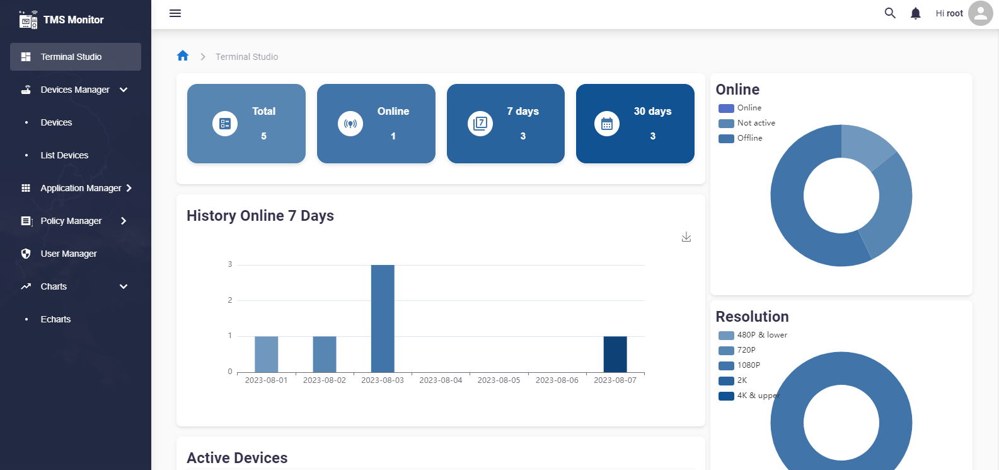 TMS Monitor
Hi root
Terminal Studio
Devices Manager
Devices
List Devices
Application Manager
Policy Manager
User Manager
Charts
Echarts
Terminal Studio
Total
5
Online
1
7
7 days
3
30 days
3
History Online 7 Days
3
2
1
0
2023-08-01
2023-08-02
2023-08-03
2023-08-04
2023-08-05
2023-08-06
2023-08-07
Active Devices
Online
Online
Not active
Offline
Resolution
480P & lower
720P
1080P
2K
4K & upper